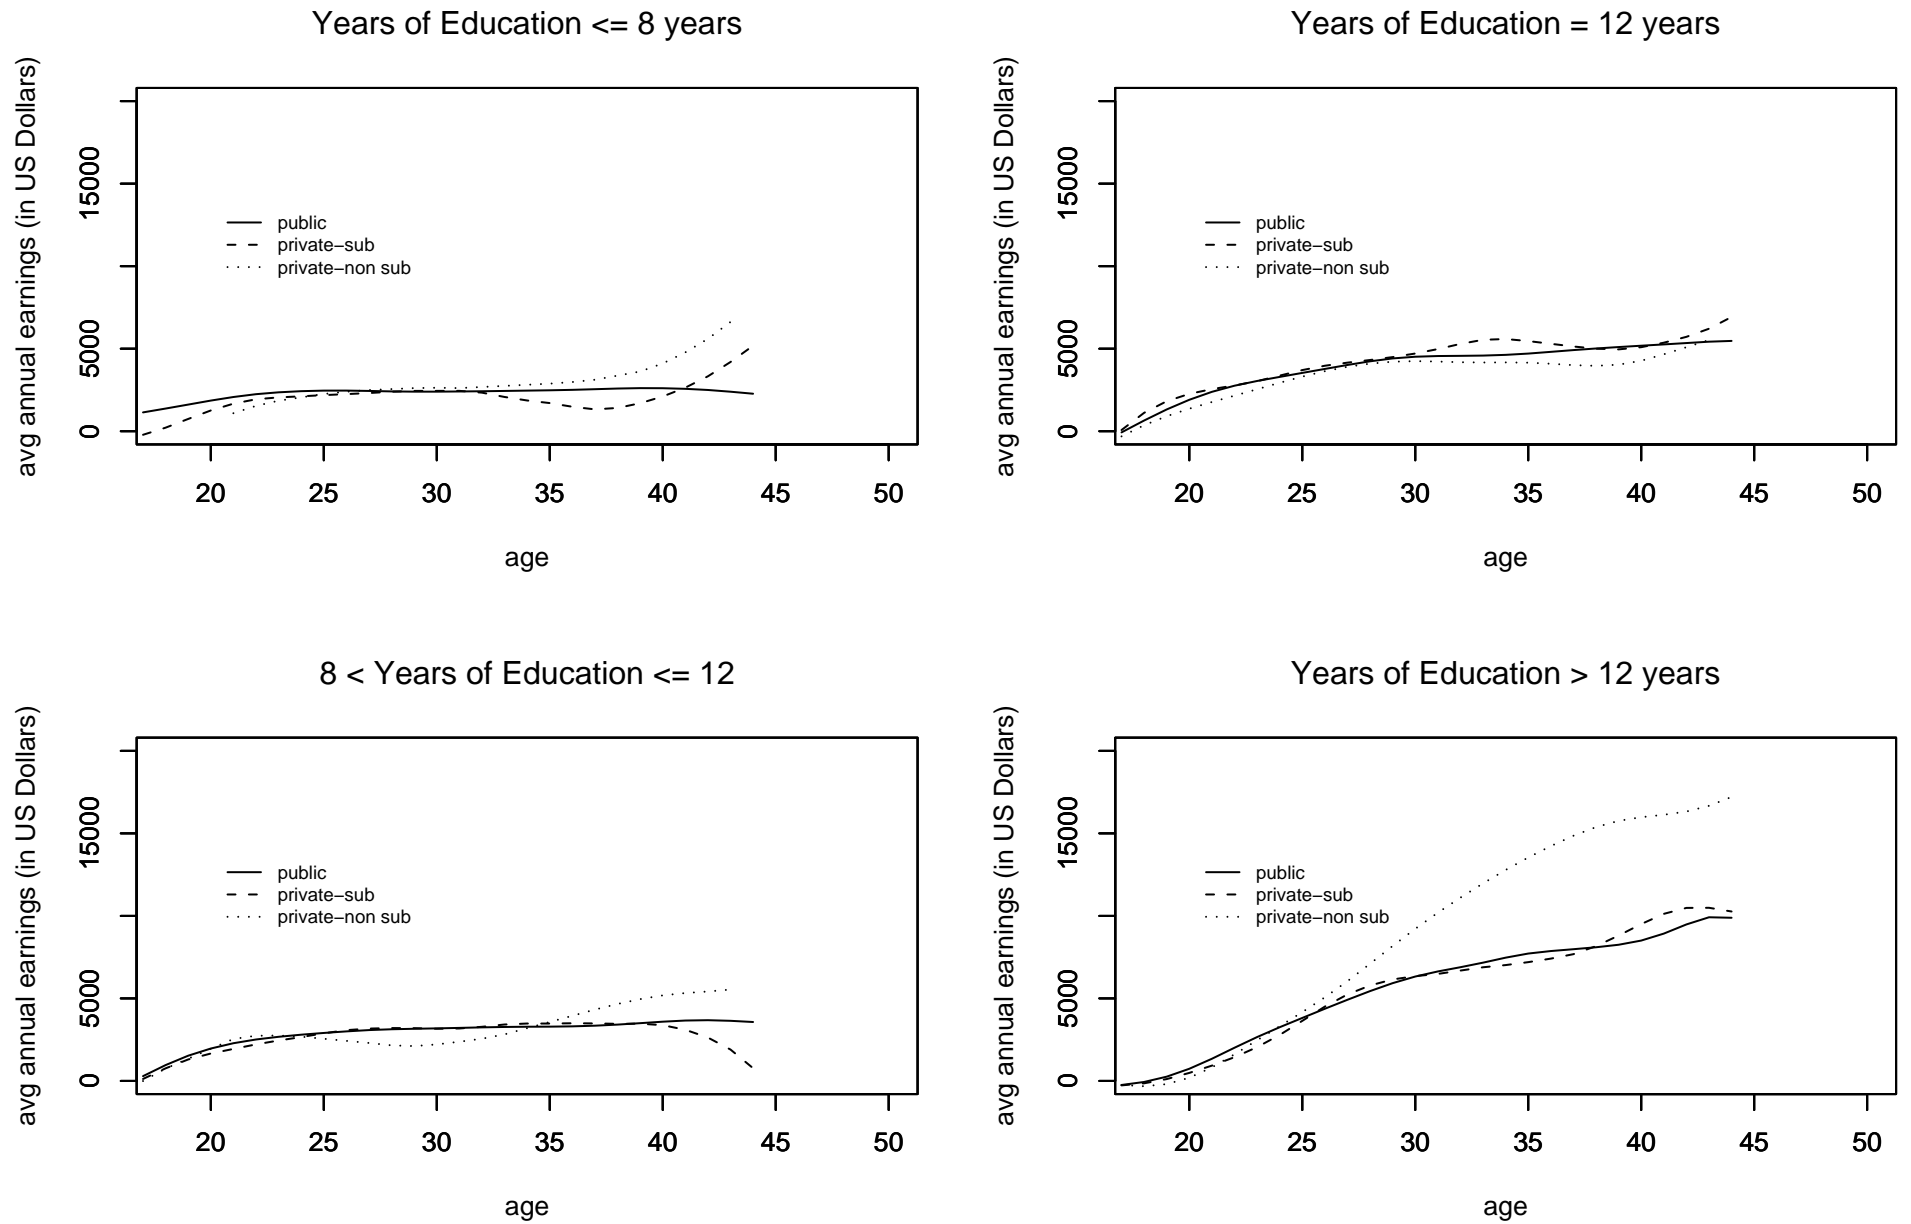 Years of Education <= 8 years
avg annual earnings (in US Dollars)
15000
5000
0
public
private−sub
private−non sub
20 25 30 35 40 45 50
age
Years of Education = 12 years
avg annual earnings (in US Dollars)
15000
5000
0
public
private−sub
private−non sub
20 25 30 35 40 45 50
age
8 < Years of Education <= 12
avg annual earnings (in US Dollars)
15000
5000
0
public
private−sub
private−non sub
20 25 30 35 40 45 50
age
Years of Education > 12 years
avg annual earnings (in US Dollars)
15000
5000
0
public
private−sub
private−non sub
20 25 30 35 40 45 50
age